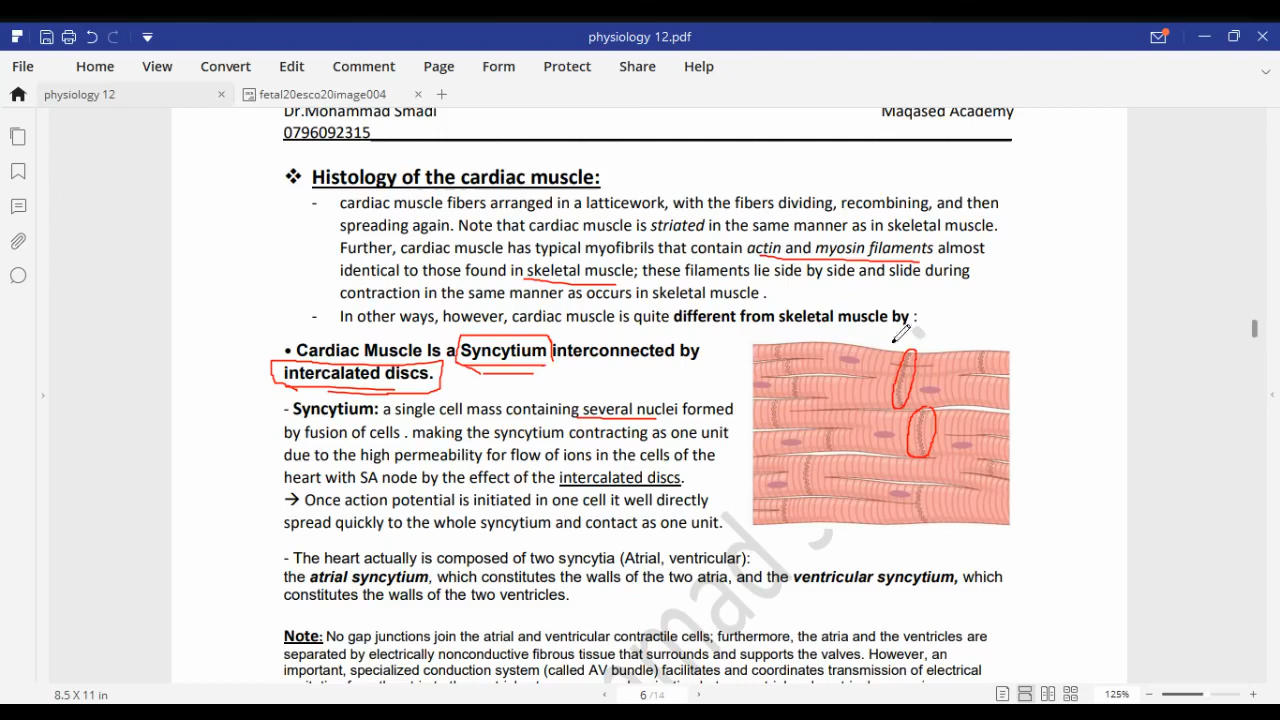 physiology 12.pdf
File Home View Convert Edit Comment Page Form Protect Share Help
physiology 12 fetal20esco20image004
Dr.Mohammad Smadi Maqased Academy
0796092315
❖ Histology of the cardiac muscle:
- cardiac muscle fibers arranged in a latticework, with the fibers dividing, recombining, and then
spreading again. Note that cardiac muscle is striated in the same manner as in skeletal muscle.
Further, cardiac muscle has typical myofibrils that contain actin and myosin filaments almost
identical to those found in skeletal muscle; these filaments lie side by side and slide during
contraction in the same manner as occurs in skeletal muscle .
- In other ways, however, cardiac muscle is quite different from skeletal muscle by :
• Cardiac Muscle Is a Syncytium interconnected by
intercalated discs.
- Syncytium: a single cell mass containing several nuclei formed
by fusion of cells . making the syncytium contracting as one unit
due to the high permeability for flow of ions in the cells of the
heart with SA node by the effect of the intercalated discs.
→ Once action potential is initiated in one cell it well directly
spread quickly to the whole syncytium and contact as one unit.
- The heart actually is composed of two syncytia (Atrial, ventricular):
the atrial syncytium, which constitutes the walls of the two atria, and the ventricular syncytium, which
constitutes the walls of the two ventricles.
Note: No gap junctions join the atrial and ventricular contractile cells; furthermore, the atria and the ventricles are
separated by electrically nonconductive fibrous tissue that surrounds and supports the valves. However, an
important, specialized conduction system (called AV bundle) facilitates and coordinates transmission of electrical
8.5 X 11 in 6 /14 125%